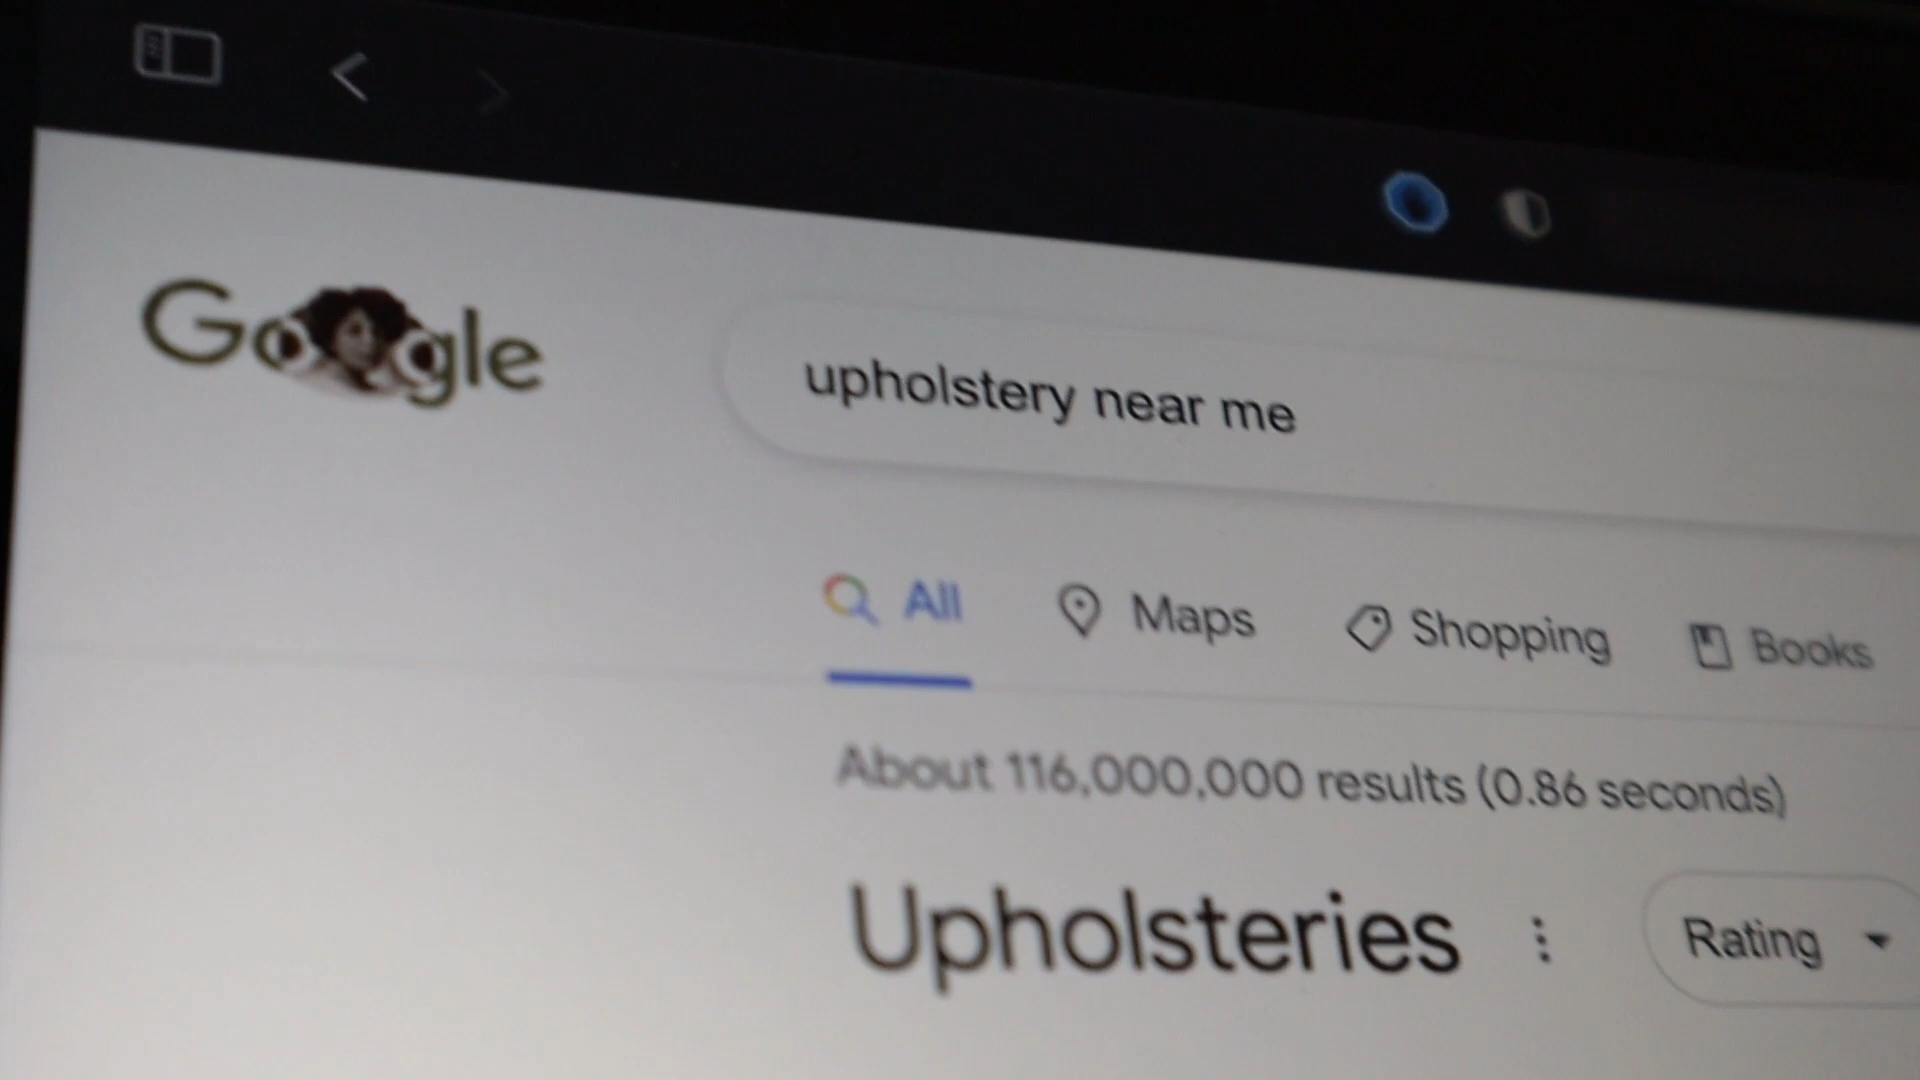 Google
upholstery near me
All Maps Shopping Books
About 116,000,000 results (0.86 seconds)
Upholsteries Rating